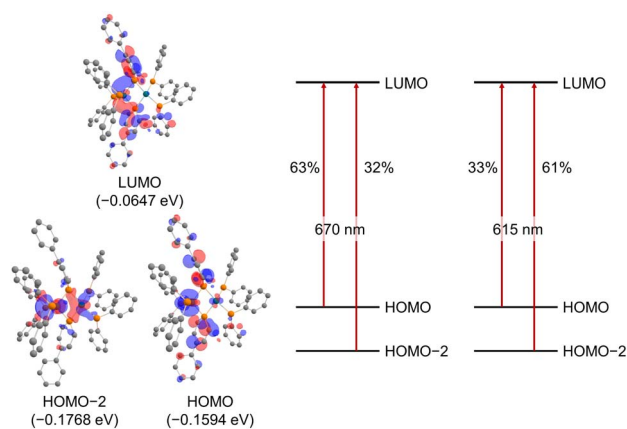 LUMO
(−0.0647 eV)
HOMO−2
(−0.1768 eV)
HOMO
(−0.1594 eV)
LUMO
63%
32%
670 nm
HOMO
HOMO−2
LUMO
33%
61%
615 nm
HOMO
HOMO−2